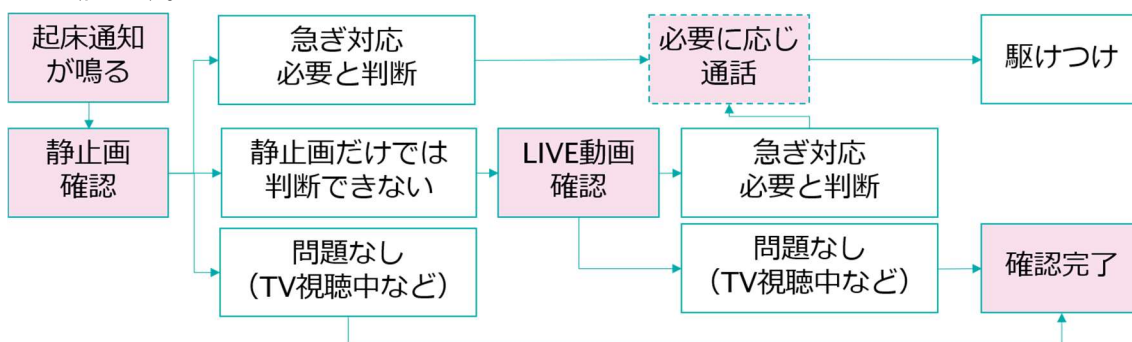 起床通知
が鳴る
急ぎ対応
必要と判断
必要に応じ
通話
駆けつけ
静止画
確認
静止画だけでは
判断できない
LIVE動画
確認
急ぎ対応
必要と判断
問題なし
（TV視聴中など）
問題なし
（TV視聴中など）
確認完了